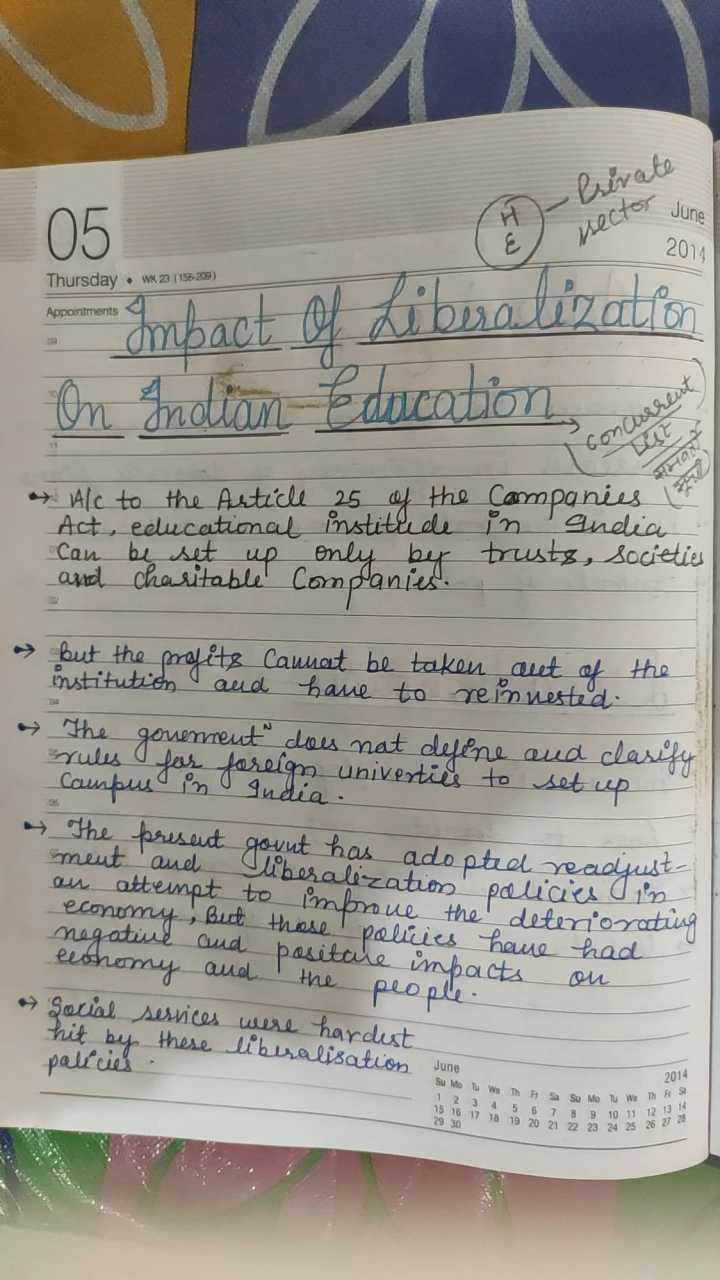 05
Thursday • WK 23 (156-209)
H
E
– Private
sector
June
2014
Appointments
Impact Of Liberalization
On Indian Education
Concurrent
List
→ A/c to the Article 25 of the Companies
Act, educational institude in India
Can be set up only by trusts, societies
and charitable Companies.
→ But the profits Cannot be taken out of the
institution and have to reinvested.
→ The government does not define and clarify
rules for foreign univerties to set up
Campus in India.
→ The present govnt has adopted readjust-
ment and liberalization policies in
an attempt to improve the deteriorating
economy, But these policies have had
negative and positive impacts on
economy and the people.
→ Social services were hardest
hit by these liberalisation
policies.
June 2014
Su Mo Tu We Th Fr Sa Su Mo Tu We Th Fr Sa
1 2 3 4 5 6 7 8 9 10 11 12 13 14
15 16 17 18 19 20 21 22 23 24 25 26 27 28
29 30